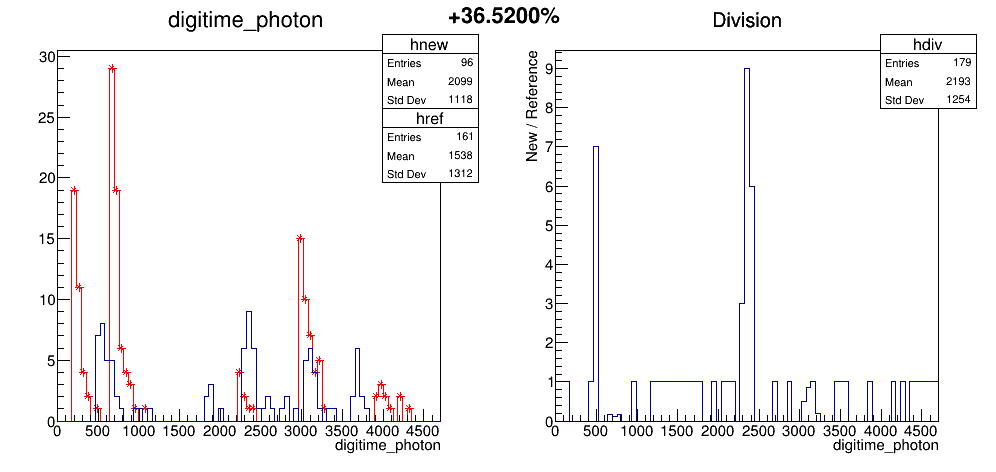 +36.5200%
digitime_photon
hnew
Entries 96
Mean 2099
Std Dev 1118
href
Entries 161
Mean 1538
Std Dev 1312
30
25
20
15
10
5
0
0 500 1000 1500 2000 2500 3000 3500 4000 4500
digitime_photon
Division
hdiv
Entries 179
Mean 2193
Std Dev 1254
New / Reference
9
8
7
6
5
4
3
2
1
0
0 500 1000 1500 2000 2500 3000 3500 4000 4500
digitime_photon